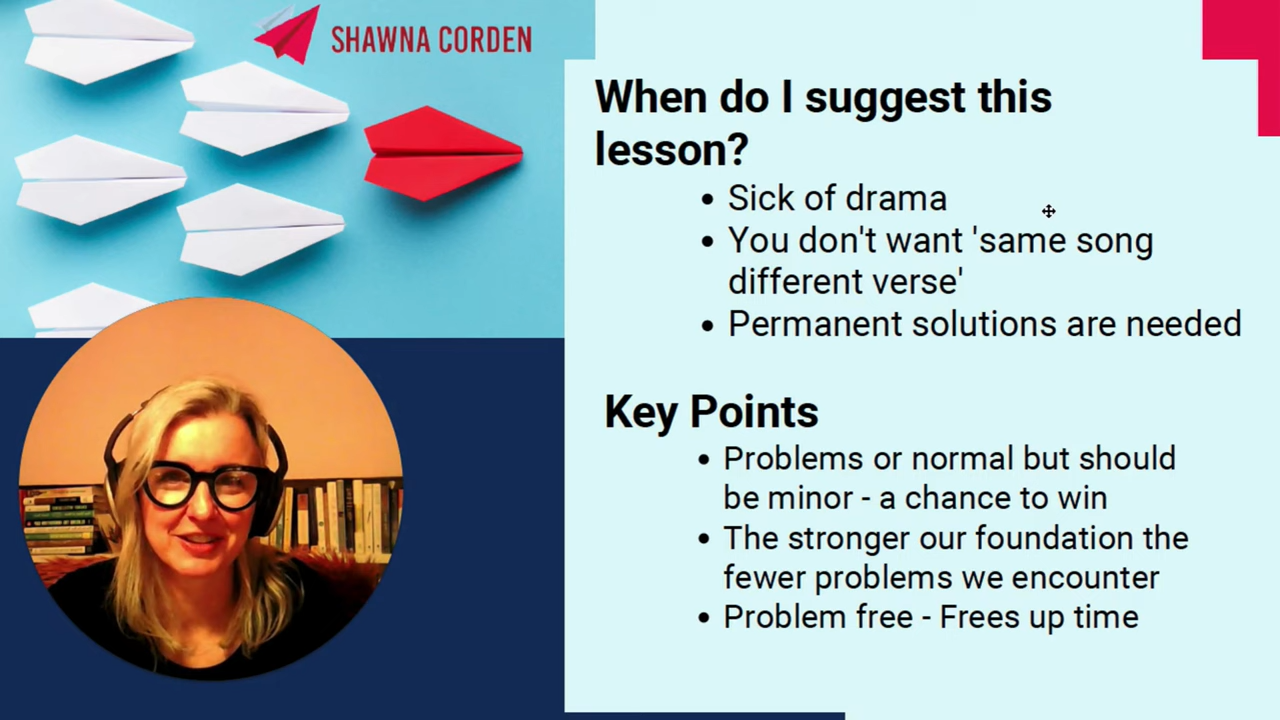 SHAWNA CORDEN
When do I suggest this
lesson?
• Sick of drama
• You don't want 'same song
different verse'
• Permanent solutions are needed
Key Points
• Problems or normal but should
be minor - a chance to win
• The stronger our foundation the
fewer problems we encounter
• Problem free - Frees up time